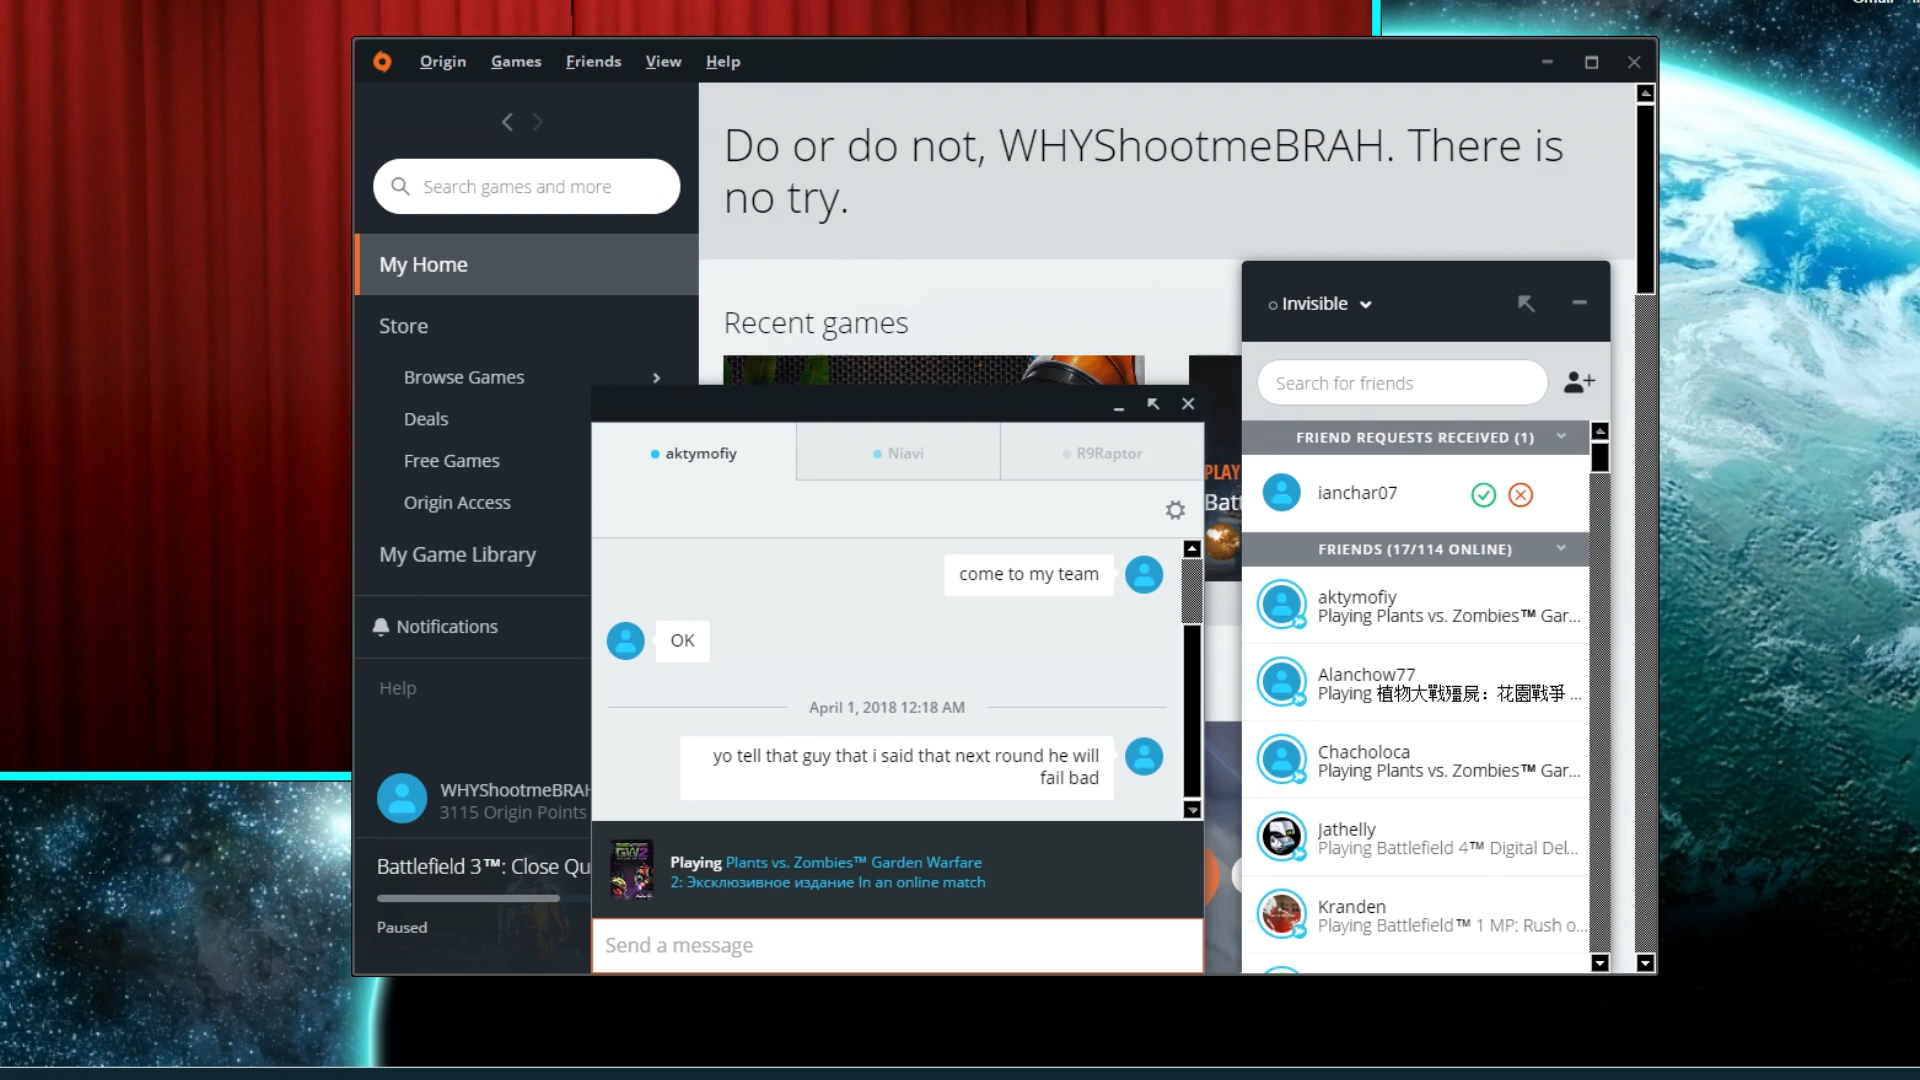 Origin Games Friends View Help
Search games and more
My Home
Store
Browse Games
Deals
Free Games
Origin Access
My Game Library
Notifications
Help
WHYShootmeBRAH
3115 Origin Points
Battlefield 3™: Close Qu
Paused
Do or do not, WHYShootmeBRAH. There is
no try.
Recent games
PLAY
Batt
aktymofiy
Niavi
R9Raptor
come to my team
OK
April 1, 2018 12:18 AM
yo tell that guy that i said that next round he will
fail bad
Playing Plants vs. Zombies™ Garden Warfare
2: Эксклюзивное издание In an online match
Send a message
Invisible
Search for friends
FRIEND REQUESTS RECEIVED (1)
ianchar07
FRIENDS (17/114 ONLINE)
aktymofiy
Playing Plants vs. Zombies™ Gar...
Alanchow77
Playing 植物大戰殭屍：花園戰爭 ...
Chacholoca
Playing Plants vs. Zombies™ Gar...
Jathelly
Playing Battlefield 4™ Digital Del...
Kranden
Playing Battlefield™ 1 MP: Rush o...